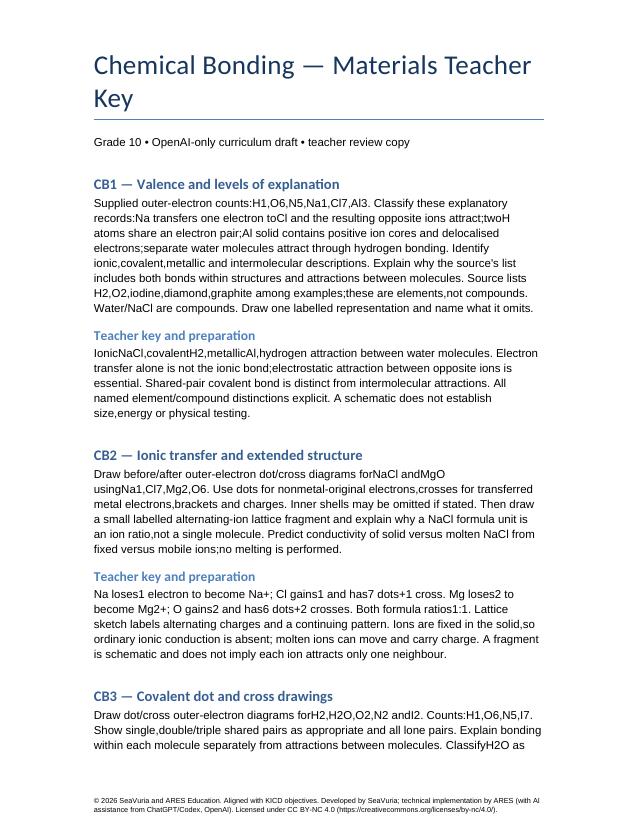 Chemical Bonding — Materials Teacher
Key
Grade 10 • OpenAI-only curriculum draft • teacher review copy
CB1 — Valence and levels of explanation
Supplied outer-electron counts:H1,O6,N5,Na1,Cl7,Al3. Classify these explanatory
records:Na transfers one electron toCl and the resulting opposite ions attract;twoH
atoms share an electron pair;Al solid contains positive ion cores and delocalised
electrons;separate water molecules attract through hydrogen bonding. Identify
ionic,covalent,metallic and intermolecular descriptions. Explain why the source's list
includes both bonds within structures and attractions between molecules. Source lists
H2,O2,iodine,diamond,graphite among examples;these are elements,not compounds.
Water/NaCl are compounds. Draw one labelled representation and name what it omits.
Teacher key and preparation
IonicNaCl,covalentH2,metallicAl,hydrogen attraction between water molecules. Electron
transfer alone is not the ionic bond;electrostatic attraction between opposite ions is
essential. Shared-pair covalent bond is distinct from intermolecular attractions. All
named element/compound distinctions explicit. A schematic does not establish
size,energy or physical testing.
CB2 — Ionic transfer and extended structure
Draw before/after outer-electron dot/cross diagrams forNaCl andMgO
usingNa1,Cl7,Mg2,O6. Use dots for nonmetal-original electrons,crosses for transferred
metal electrons,brackets and charges. Inner shells may be omitted if stated. Then draw
a small labelled alternating-ion lattice fragment and explain why a NaCl formula unit is
an ion ratio,not a single molecule. Predict conductivity of solid versus molten NaCl from
fixed versus mobile ions;no melting is performed.
Teacher key and preparation
Na loses1 electron to become Na+; Cl gains1 and has7 dots+1 cross. Mg loses2 to
become Mg2+; O gains2 and has6 dots+2 crosses. Both formula ratios1:1. Lattice
sketch labels alternating charges and a continuing pattern. Ions are fixed in the solid,so
ordinary ionic conduction is absent; molten ions can move and carry charge. A fragment
is schematic and does not imply each ion attracts only one neighbour.
CB3 — Covalent dot and cross drawings
Draw dot/cross outer-electron diagrams forH2,H2O,O2,N2 andI2. Counts:H1,O6,N5,I7.
Show single,double/triple shared pairs as appropriate and all lone pairs. Explain bonding
within each molecule separately from attractions between molecules. ClassifyH2O as
© 2026 SeaVuria and ARES Education. Aligned with KICD objectives. Developed by SeaVuria; technical implementation by ARES (with AI
assistance from ChatGPT/Codex, OpenAI). Licensed under CC BY-NC 4.0 (https://creativecommons.org/licenses/by-nc/4.0/).